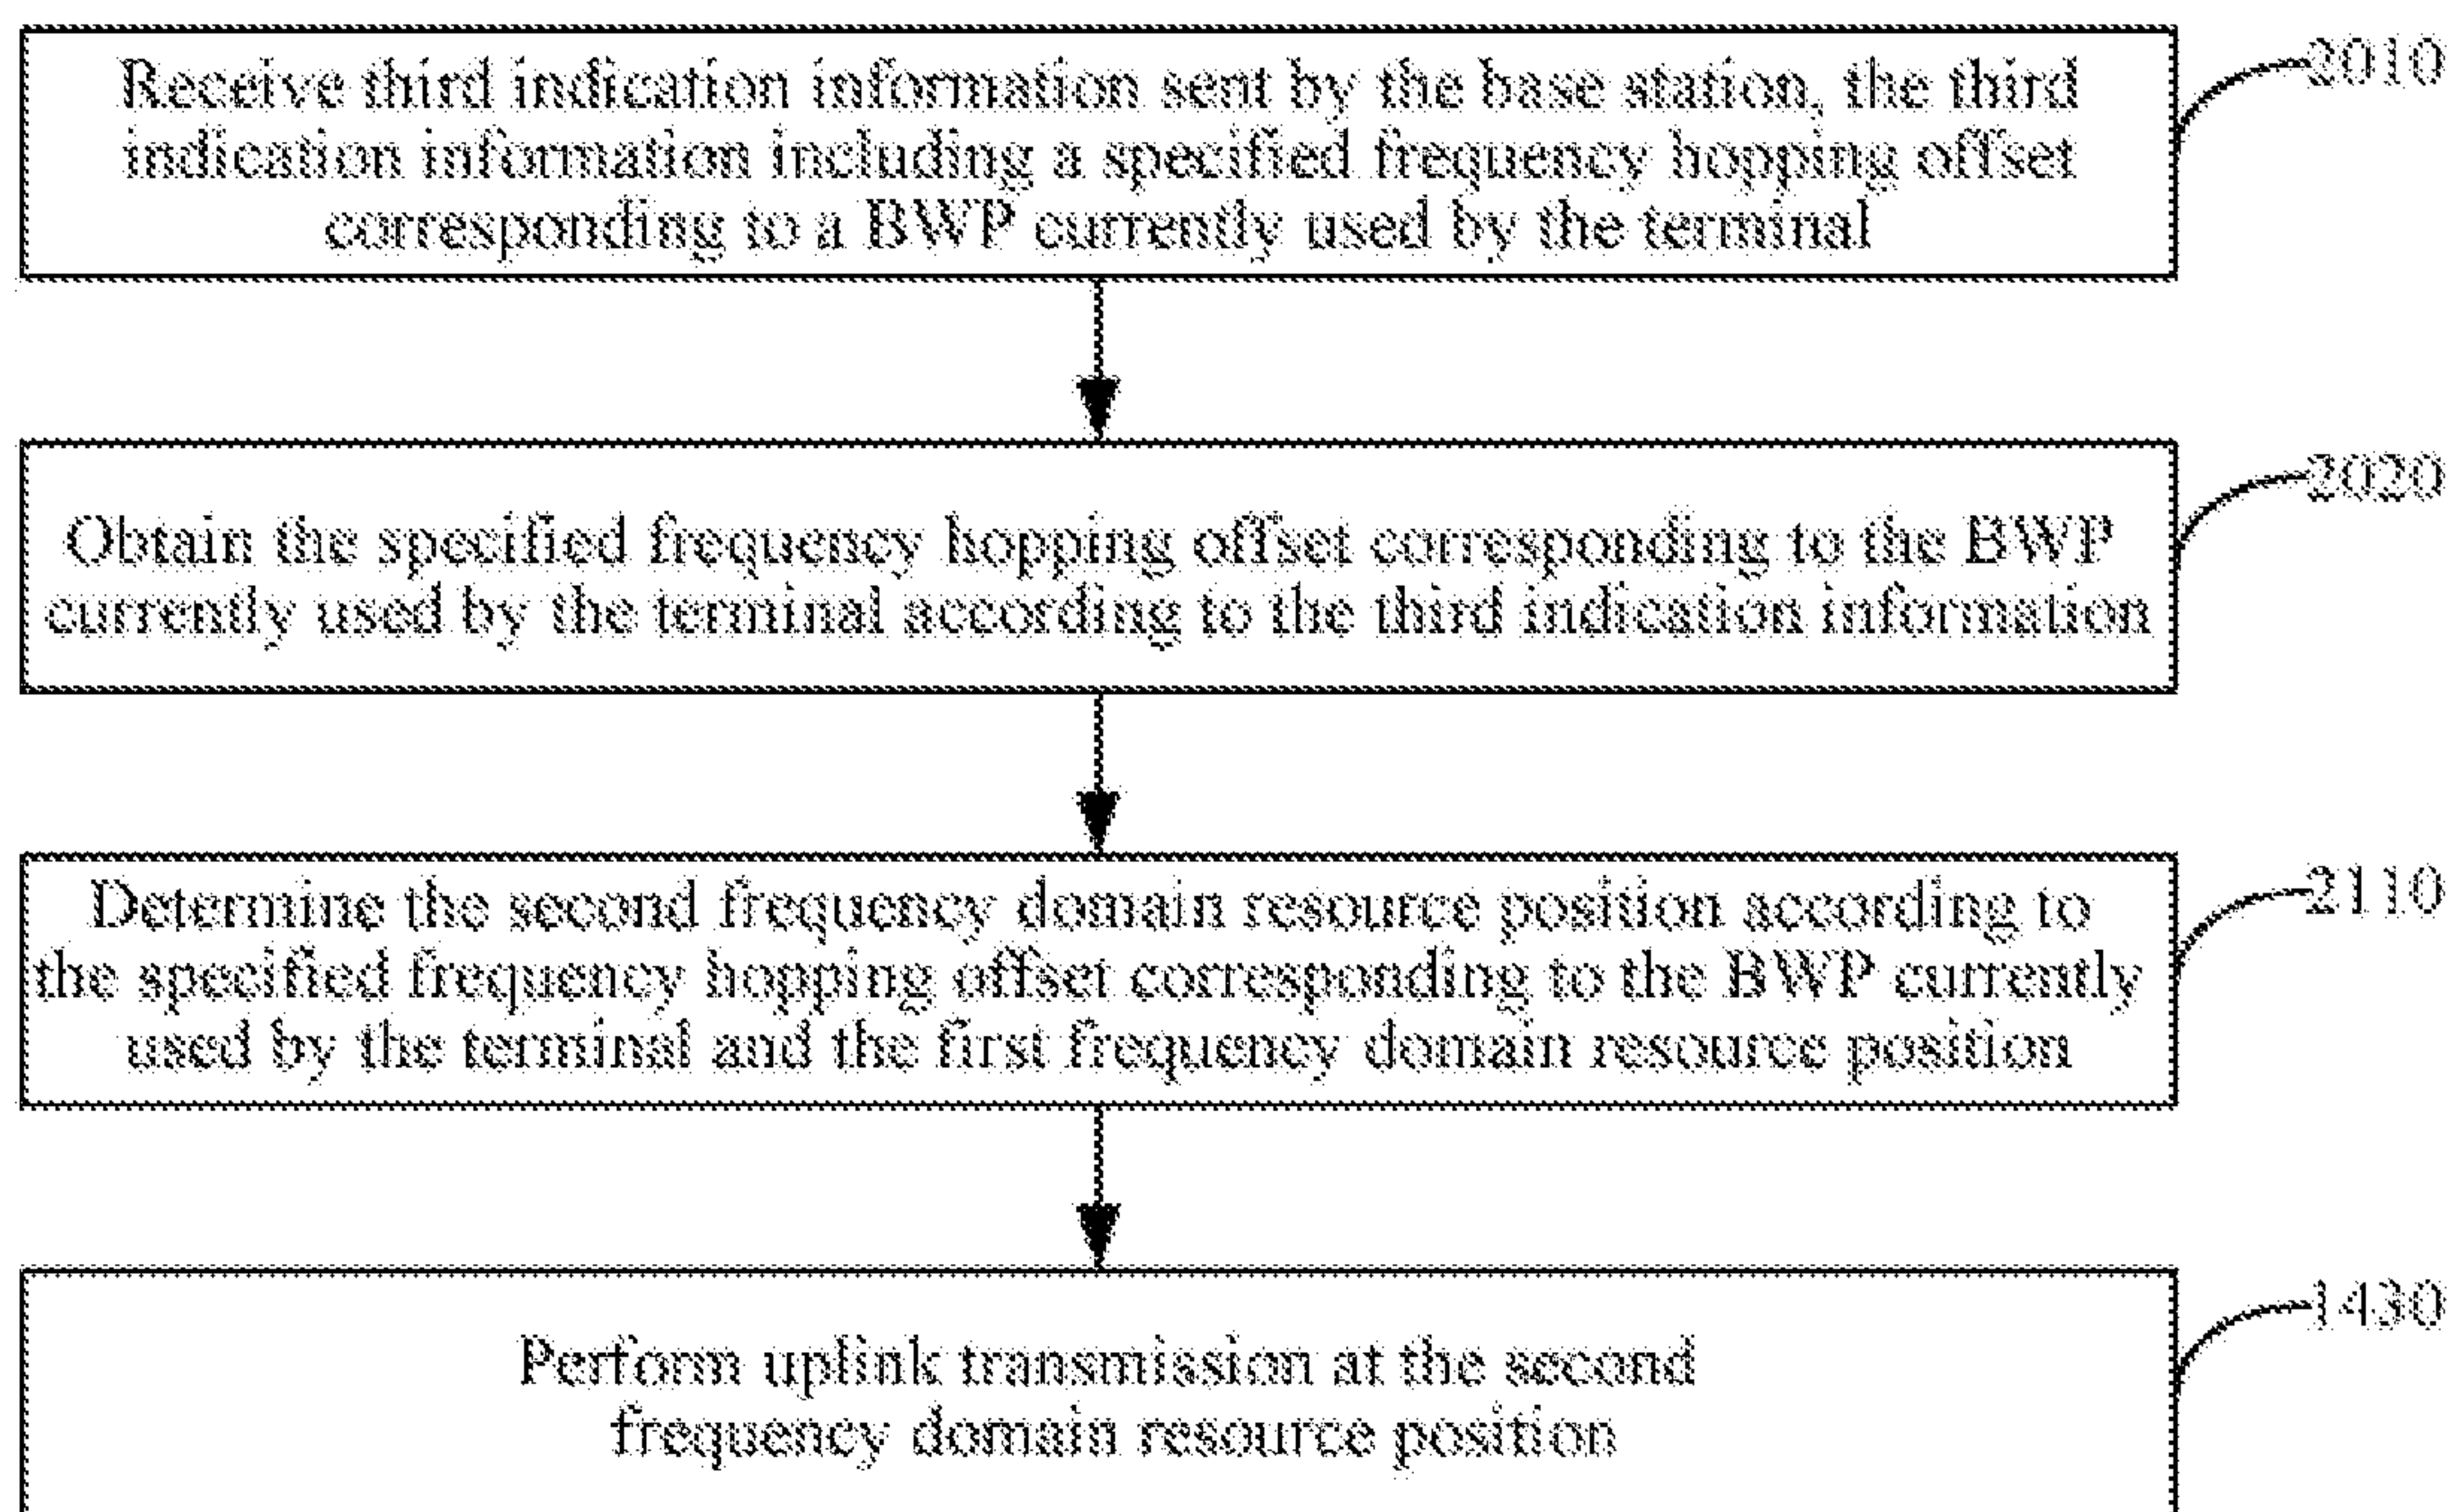 Receive third indication information sent by the base station, the third
indication information including a specified frequency hopping offset
corresponding to a BWP currently used by the terminal
2010
Obtain the specified frequency hopping offset corresponding to the BWP
currently used by the terminal according to the third indication information
2020
Determine the second frequency domain resource position according to
the specified frequency hopping offset corresponding to the BWP currently
used by the terminal and the first frequency domain resource position
2110
Perform uplink transmission at the second
frequency domain resource position
1430